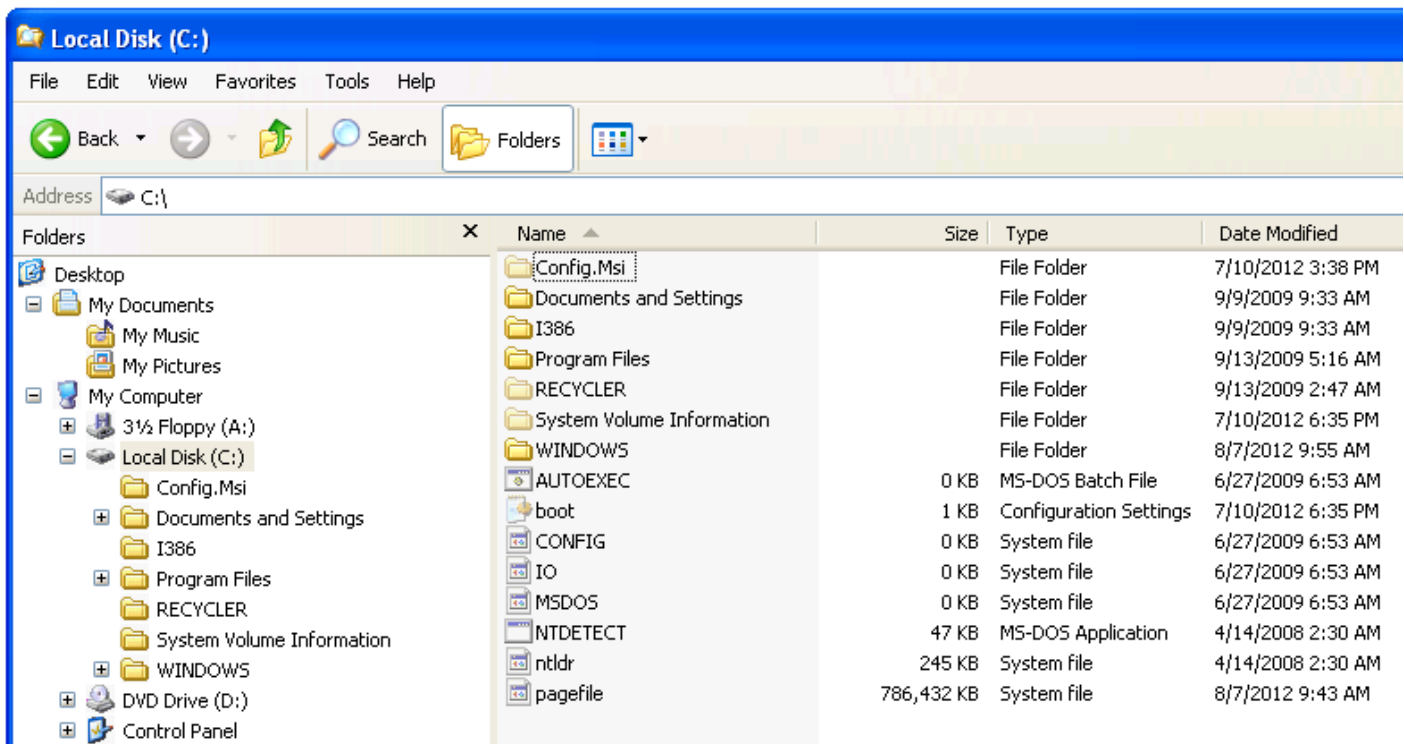 Local Disk (C:)
File Edit View Favorites Tools Help
Back Search Folders
Address C:\
Folders
Desktop
My Documents
My Music
My Pictures
My Computer
3½ Floppy (A:)
Local Disk (C:)
Config.Msi
Documents and Settings
I386
Program Files
RECYCLER
System Volume Information
WINDOWS
DVD Drive (D:)
Control Panel
Name Size Type Date Modified
Config.Msi File Folder 7/10/2012 3:38 PM
Documents and Settings File Folder 9/9/2009 9:33 AM
I386 File Folder 9/9/2009 9:33 AM
Program Files File Folder 9/13/2009 5:16 AM
RECYCLER File Folder 9/13/2009 2:47 AM
System Volume Information File Folder 7/10/2012 6:35 PM
WINDOWS File Folder 8/7/2012 9:55 AM
AUTOEXEC 0 KB MS-DOS Batch File 6/27/2009 6:53 AM
boot 1 KB Configuration Settings 7/10/2012 6:35 PM
CONFIG 0 KB System file 6/27/2009 6:53 AM
IO 0 KB System file 6/27/2009 6:53 AM
MSDOS 0 KB System file 6/27/2009 6:53 AM
NTDETECT 47 KB MS-DOS Application 4/14/2008 2:30 AM
ntldr 245 KB System file 4/14/2008 2:30 AM
pagefile 786,432 KB System file 8/7/2012 9:43 AM